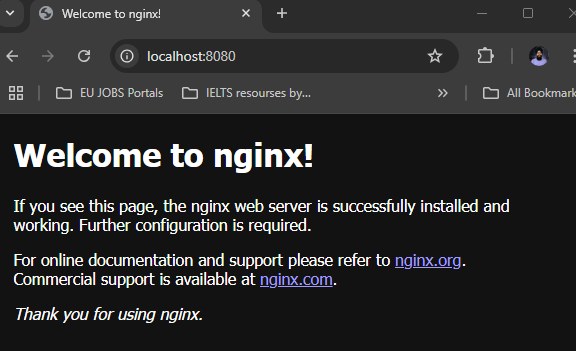 Welcome to nginx!
localhost:8080
EU JOBS Portals
IELTS resourses by...
All Bookmark
Welcome to nginx!
If you see this page, the nginx web server is successfully installed and
working. Further configuration is required.
For online documentation and support please refer to nginx.org.
Commercial support is available at nginx.com.
Thank you for using nginx.